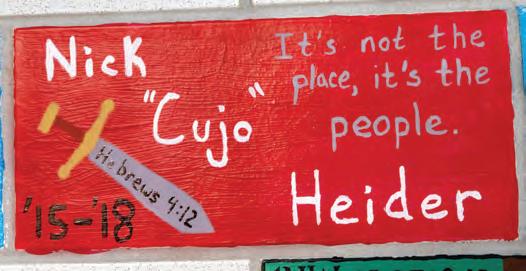 Nick
"Cujo"
Heider
It's not the
place, it's the
people.
Hebrews 4:12
'15-'18